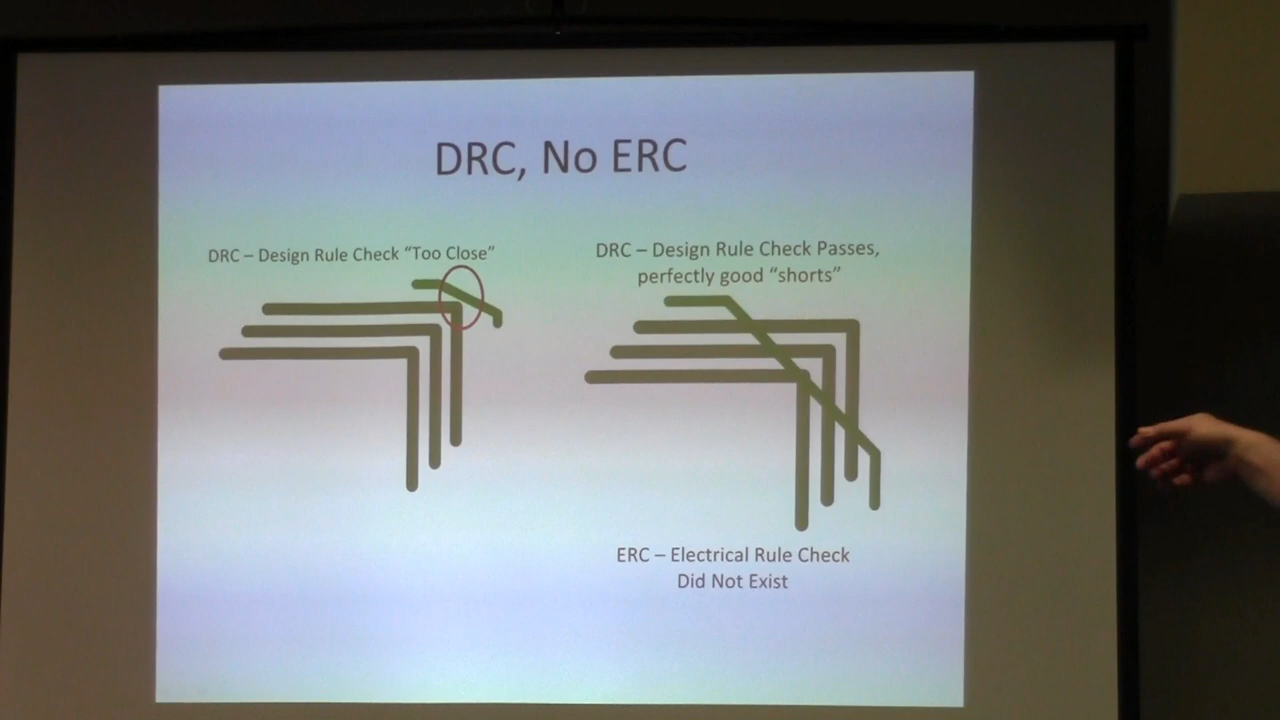 DRC, No ERC
DRC – Design Rule Check “Too Close”
DRC – Design Rule Check Passes,
perfectly good “shorts”
ERC – Electrical Rule Check
Did Not Exist